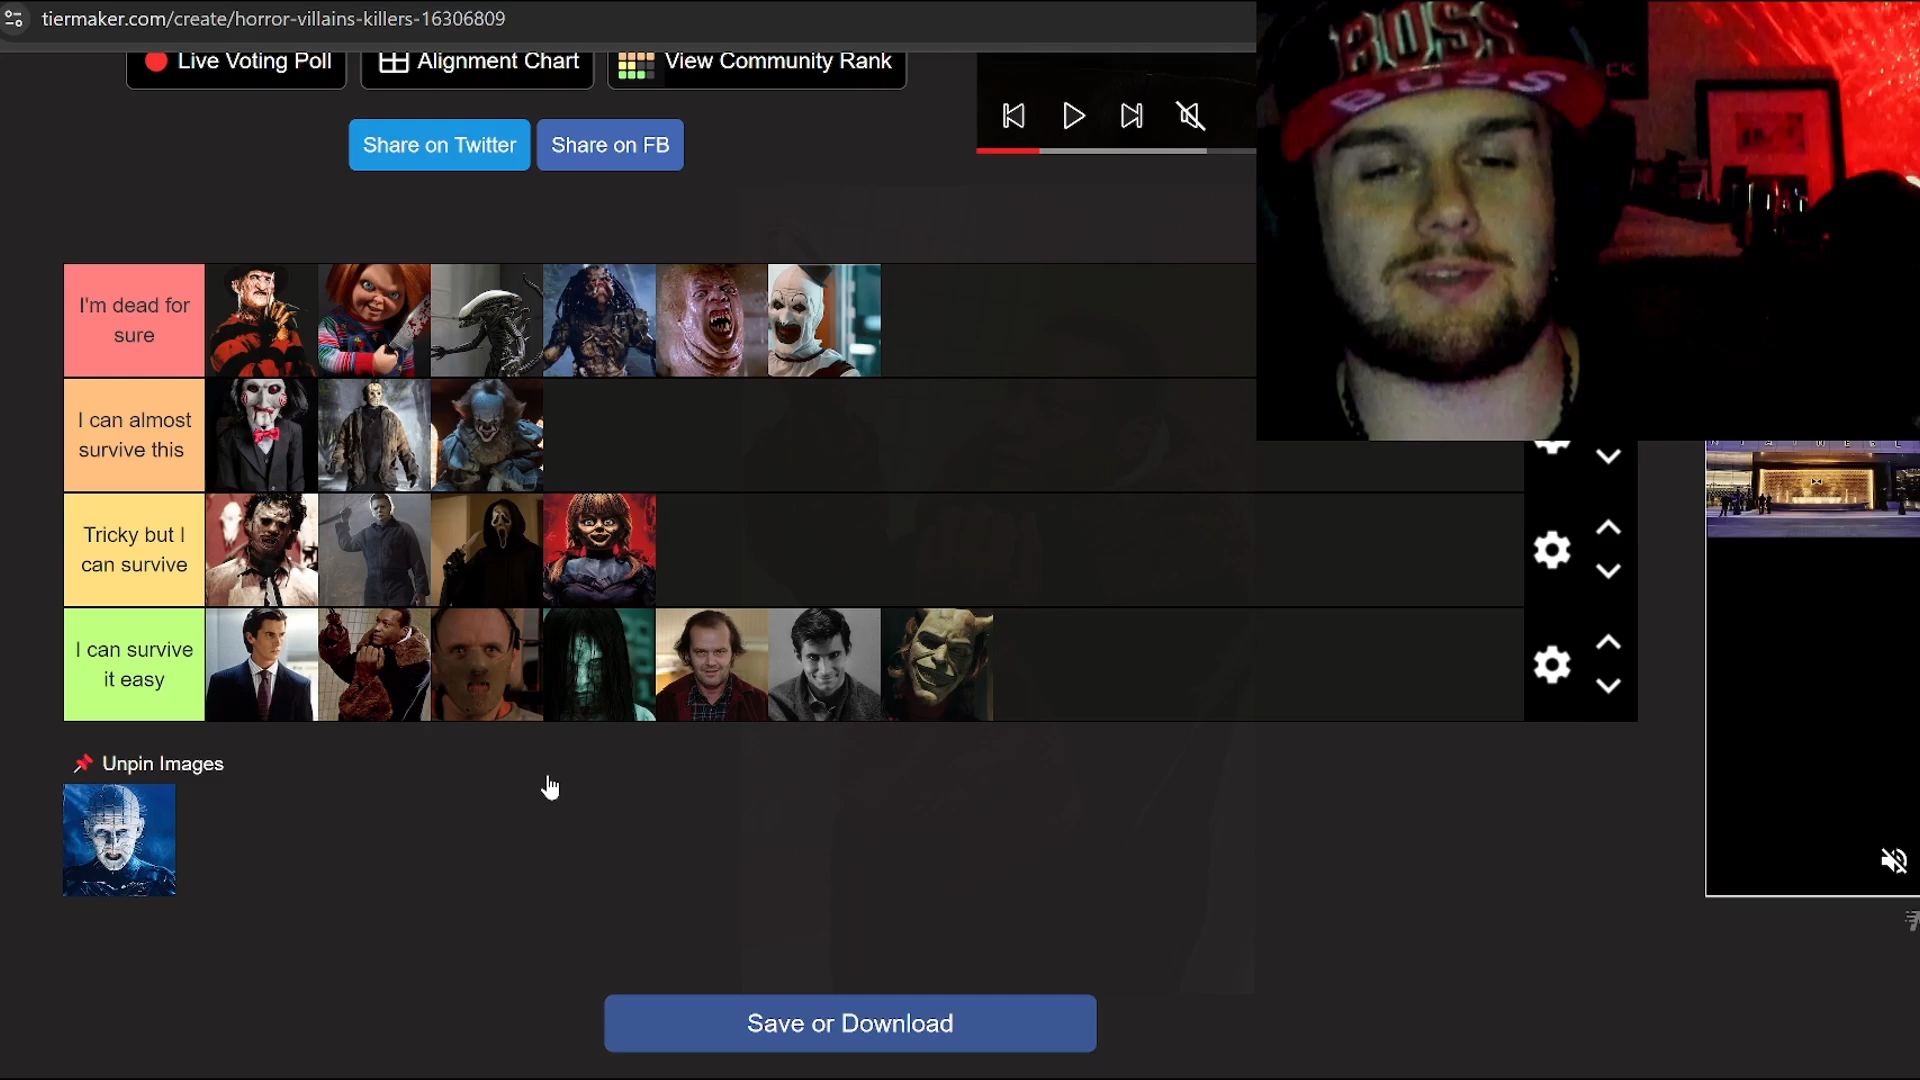 tiermaker.com/create/horror-villains-killers-16306809
Live Voting Poll
Alignment Chart
View Community Rank
Share on Twitter
Share on FB
BOSS
BOSS
CK
I'm dead for
sure
I can almost
survive this
Tricky but I
can survive
I can survive
it easy
Unpin Images
Save or Download